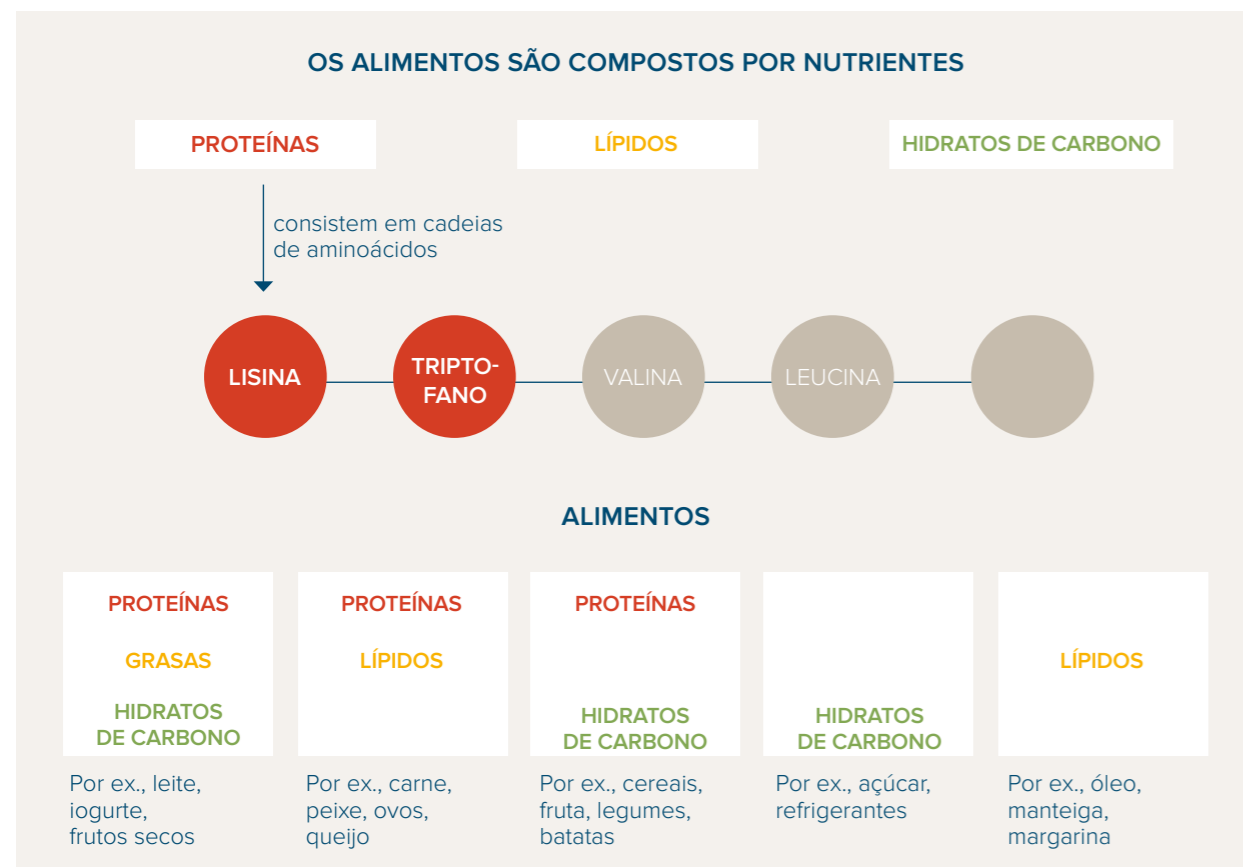 OS ALIMENTOS SÃO COMPOSTOS POR NUTRIENTES
PROTEÍNAS
LÍPIDOS
HIDRATOS DE CARBONO
consistem em cadeias
de aminoácidos
LISINA
TRIPTO-
FANO
VALINA
LEUCINA
ALIMENTOS
PROTEÍNAS
GRASAS
HIDRATOS
DE CARBONO
Por ex., leite,
iogurte,
frutos secos
PROTEÍNAS
LÍPIDOS
Por ex., carne,
peixe, ovos,
queijo
PROTEÍNAS
HIDRATOS
DE CARBONO
Por ex., cereais,
fruta, legumes,
batatas
HIDRATOS
DE CARBONO
Por ex., açúcar,
refrigerantes
LÍPIDOS
Por ex., óleo,
manteiga,
margarina